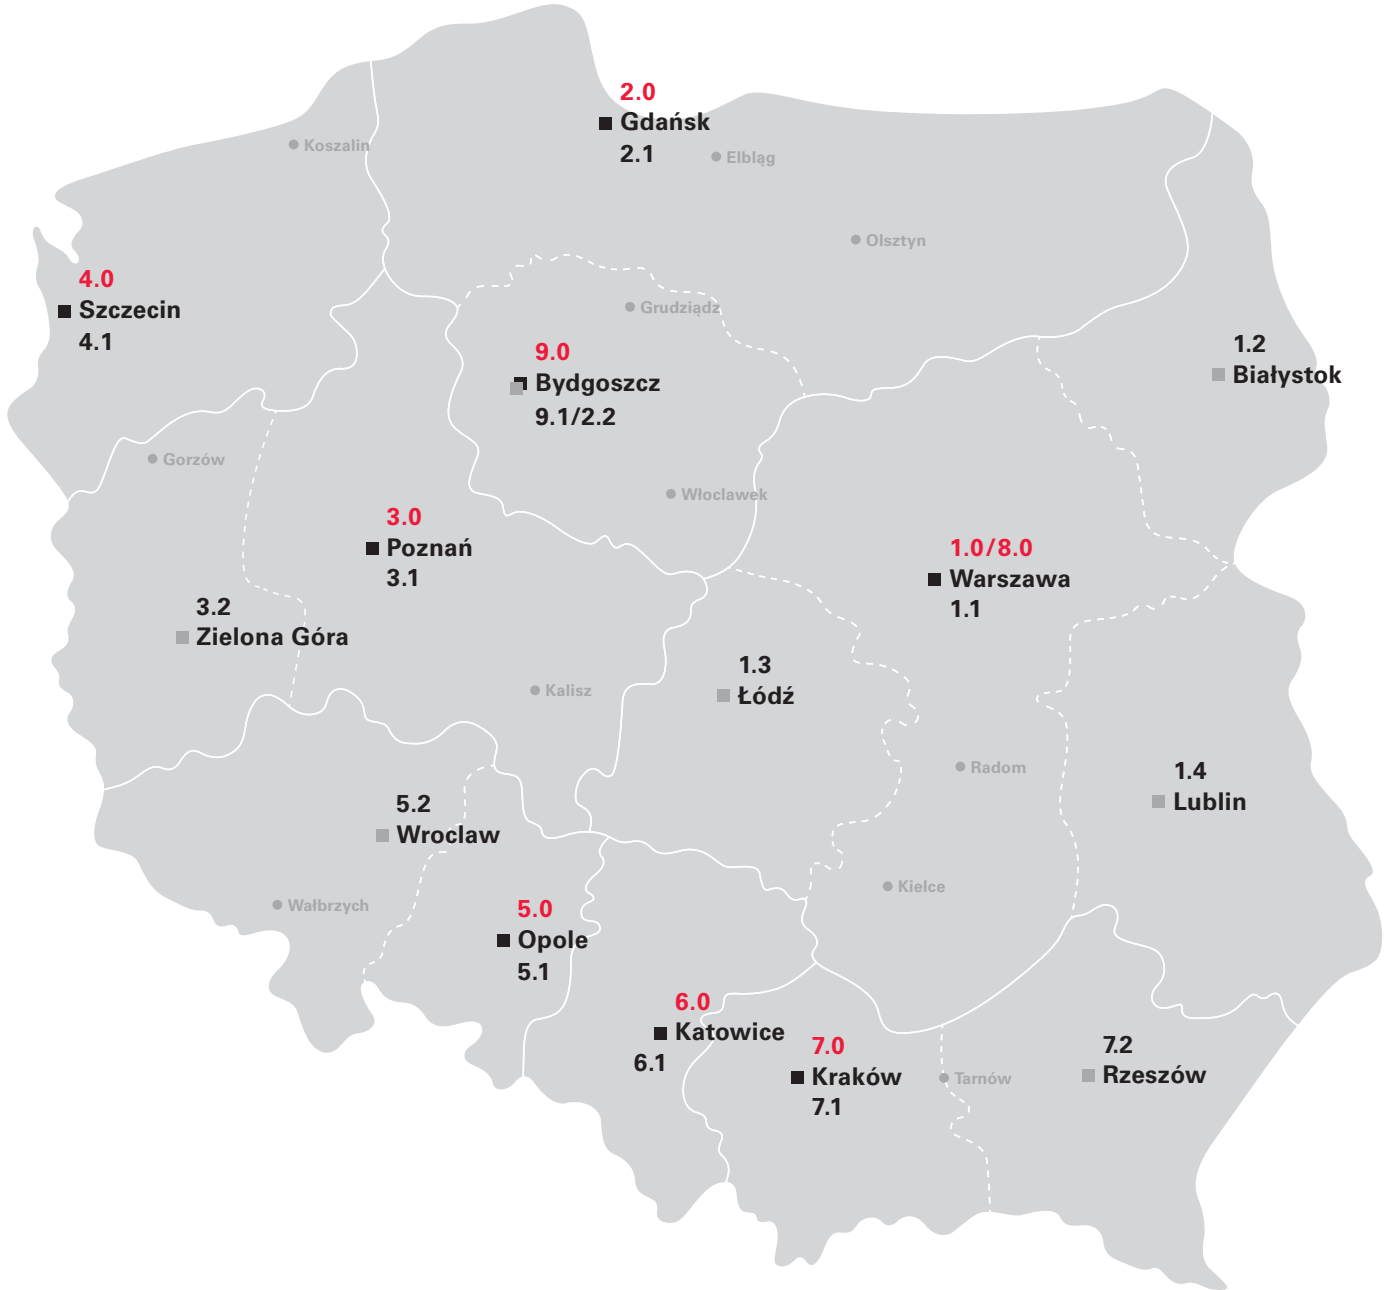 2.0
Gdańsk
2.1
Koszalin
Elbląg
Olsztyn
4.0
Szczecin
4.1
Grudziądz
9.0
Bydgoszcz
9.1/2.2
1.2
Białystok
Gorzów
Włoclawek
3.0
Poznań
3.1
1.0/8.0
Warszawa
1.1
3.2
Zielona Góra
1.3
Łódź
Kalisz
Radom
1.4
Lublin
5.2
Wroclaw
Kielce
Wałbrzych
5.0
Opole
5.1
6.0
Katowice
6.1
7.0
Kraków
7.1
Tarnów
7.2
Rzeszów